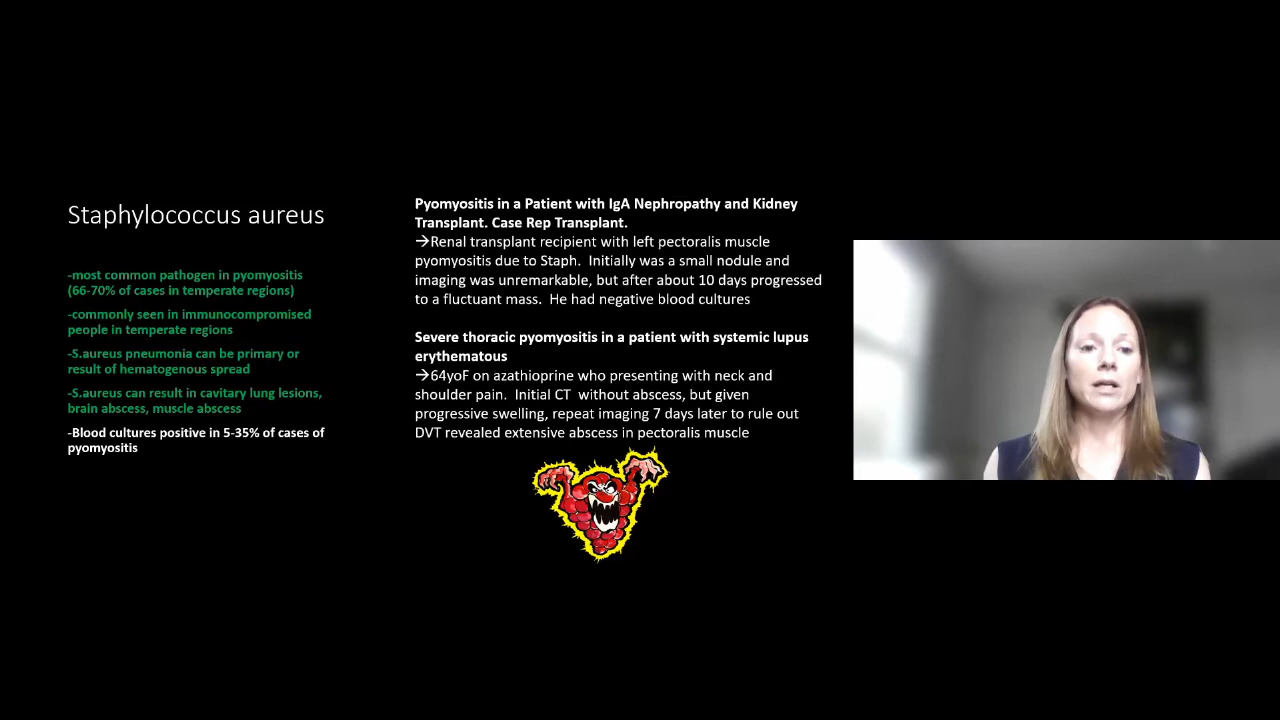 Staphylococcus aureus
-most common pathogen in pyomyositis
(66-70% of cases in temperate regions)
-commonly seen in immunocompromised
people in temperate regions
-S.aureus pneumonia can be primary or
result of hematogenous spread
-S.aureus can result in cavitary lung lesions,
brain abscess, muscle abscess
-Blood cultures positive in 5-35% of cases of
pyomyositis
Pyomyositis in a Patient with IgA Nephropathy and Kidney
Transplant. Case Rep Transplant.
→Renal transplant recipient with left pectoralis muscle
pyomyositis due to Staph.  Initially was a small nodule and
imaging was unremarkable, but after about 10 days progressed
to a fluctuant mass.  He had negative blood cultures
Severe thoracic pyomyositis in a patient with systemic lupus
erythematous
→64yoF on azathioprine who presenting with neck and
shoulder pain.  Initial CT  without abscess, but given
progressive swelling, repeat imaging 7 days later to rule out
DVT revealed extensive abscess in pectoralis muscle